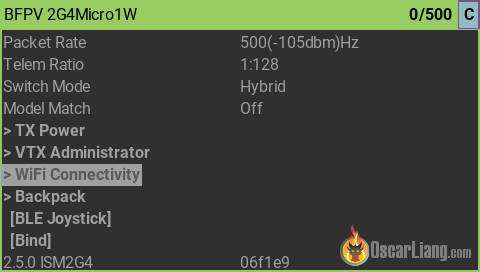 BFPV 2G4Micro1W 0/500 C
Packet Rate 500(-105dbm)Hz
Telem Ratio 1:128
Switch Mode Hybrid
Model Match Off
> TX Power
> VTX Administrator
> WiFi Connectivity
> Backpack
[BLE Joystick]
[Bind]
2.5.0 ISM2G4 06f1e9
OscarLiang.com